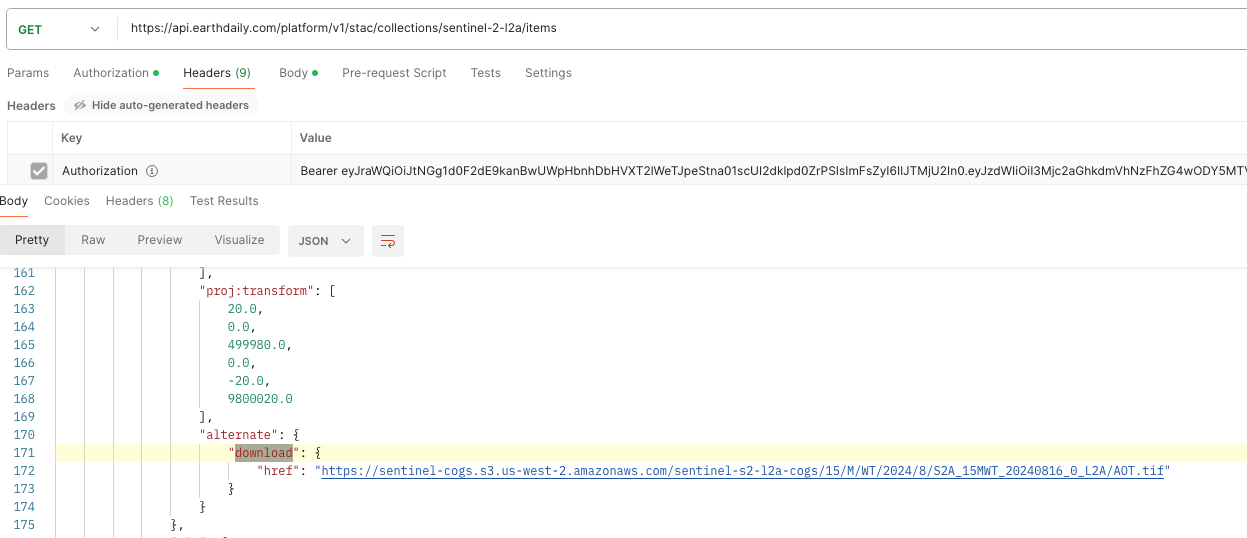 GET https://api.earthdaily.com/platform/v1/stac/collections/sentinel-2-l2a/items
Params Authorization Headers (9) Body Pre-request Script Tests Settings
Headers Hide auto-generated headers
Key Value
Authorization Bearer
Body Cookies Headers (8) Test Results
Pretty Raw Preview Visualize JSON
161 ],
162 "proj:transform": [
163 20.0,
164 0.0,
165 499980.0,
166 0.0,
167 -20.0,
168 9800020.0
169 ],
170 "alternate": {
171 "download": {
172 "href": "https://sentinel-cogs.s3.us-west-2.amazonaws.com/sentinel-s2-l2a-cogs/15/M/WT/2024/8/S2A_15MWT_20240816_0_L2A/AOT.tif"
173 }
174 }
175 },